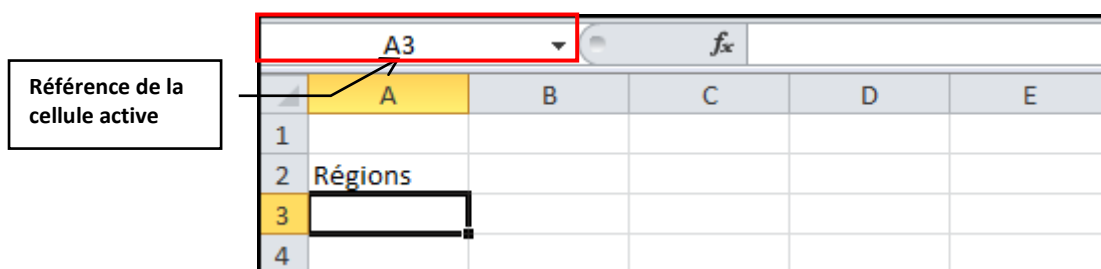 A3 fx
Référence de la
cellule active
A B C D E
1
2 Régions
3
4